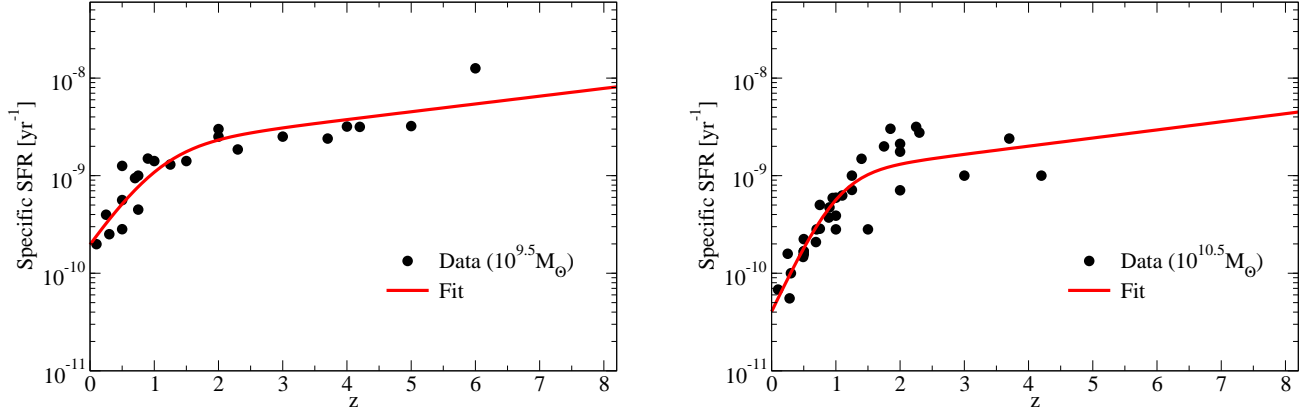 10^-8
10^-9
10^-10
10^-11
Specific SFR [yr^-1]
Data (10^9.5 M_⊙)
Fit
0 1 2 3 4 5 6 7 8
z
10^-8
10^-9
10^-10
10^-11
Specific SFR [yr^-1]
Data (10^10.5 M_⊙)
Fit
0 1 2 3 4 5 6 7 8
z